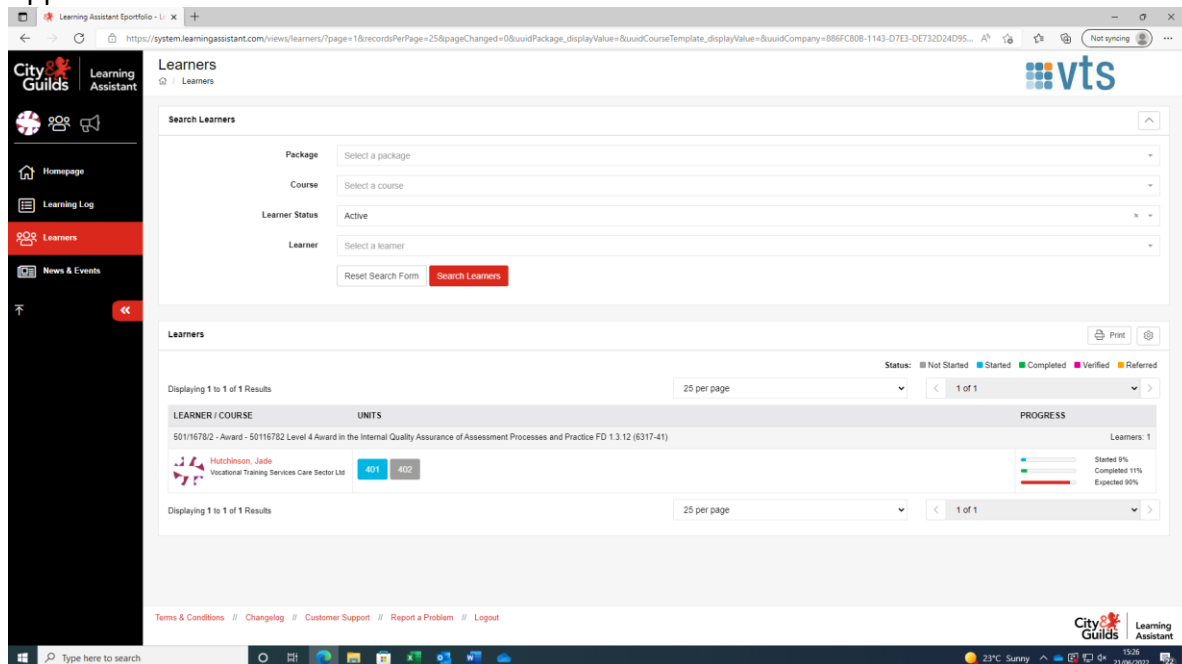 Learning Assistant Eportfolio - L
https://system.learningassistant.com/views/learners/?page=1&recordsPerPage=25&pageChanged=0&uuidPackage_displayValue=&uuidCourseTemplate_displayValue=&uuidCompany=886FC80B-1143-D7E3-DE732D24D95...
Not syncing
City & Guilds Learning Assistant
Learners
Learners
vts
Homepage
Learning Log
Learners
News & Events
Search Learners
Package Select a package
Course Select a course
Learner Status Active
Learner Select a learner
Reset Search Form Search Learners
Learners
Print
Status: Not Started Started Completed Verified Referred
Displaying 1 to 1 of 1 Results 25 per page 1 of 1
LEARNER / COURSE UNITS PROGRESS
501/1678/2 - Award - 50116782 Level 4 Award in the Internal Quality Assurance of Assessment Processes and Practice FD 1.3.12 (6317-41) Learners: 1
Hutchinson, Jade
Vocational Training Services Care Sector Ltd
401 402
Started 9%
Completed 11%
Expected 90%
Displaying 1 to 1 of 1 Results 25 per page 1 of 1
Terms & Conditions // Changelog // Customer Support // Report a Problem // Logout
City & Guilds Learning Assistant
Type here to search
23°C Sunny
15:26
21/06/2022